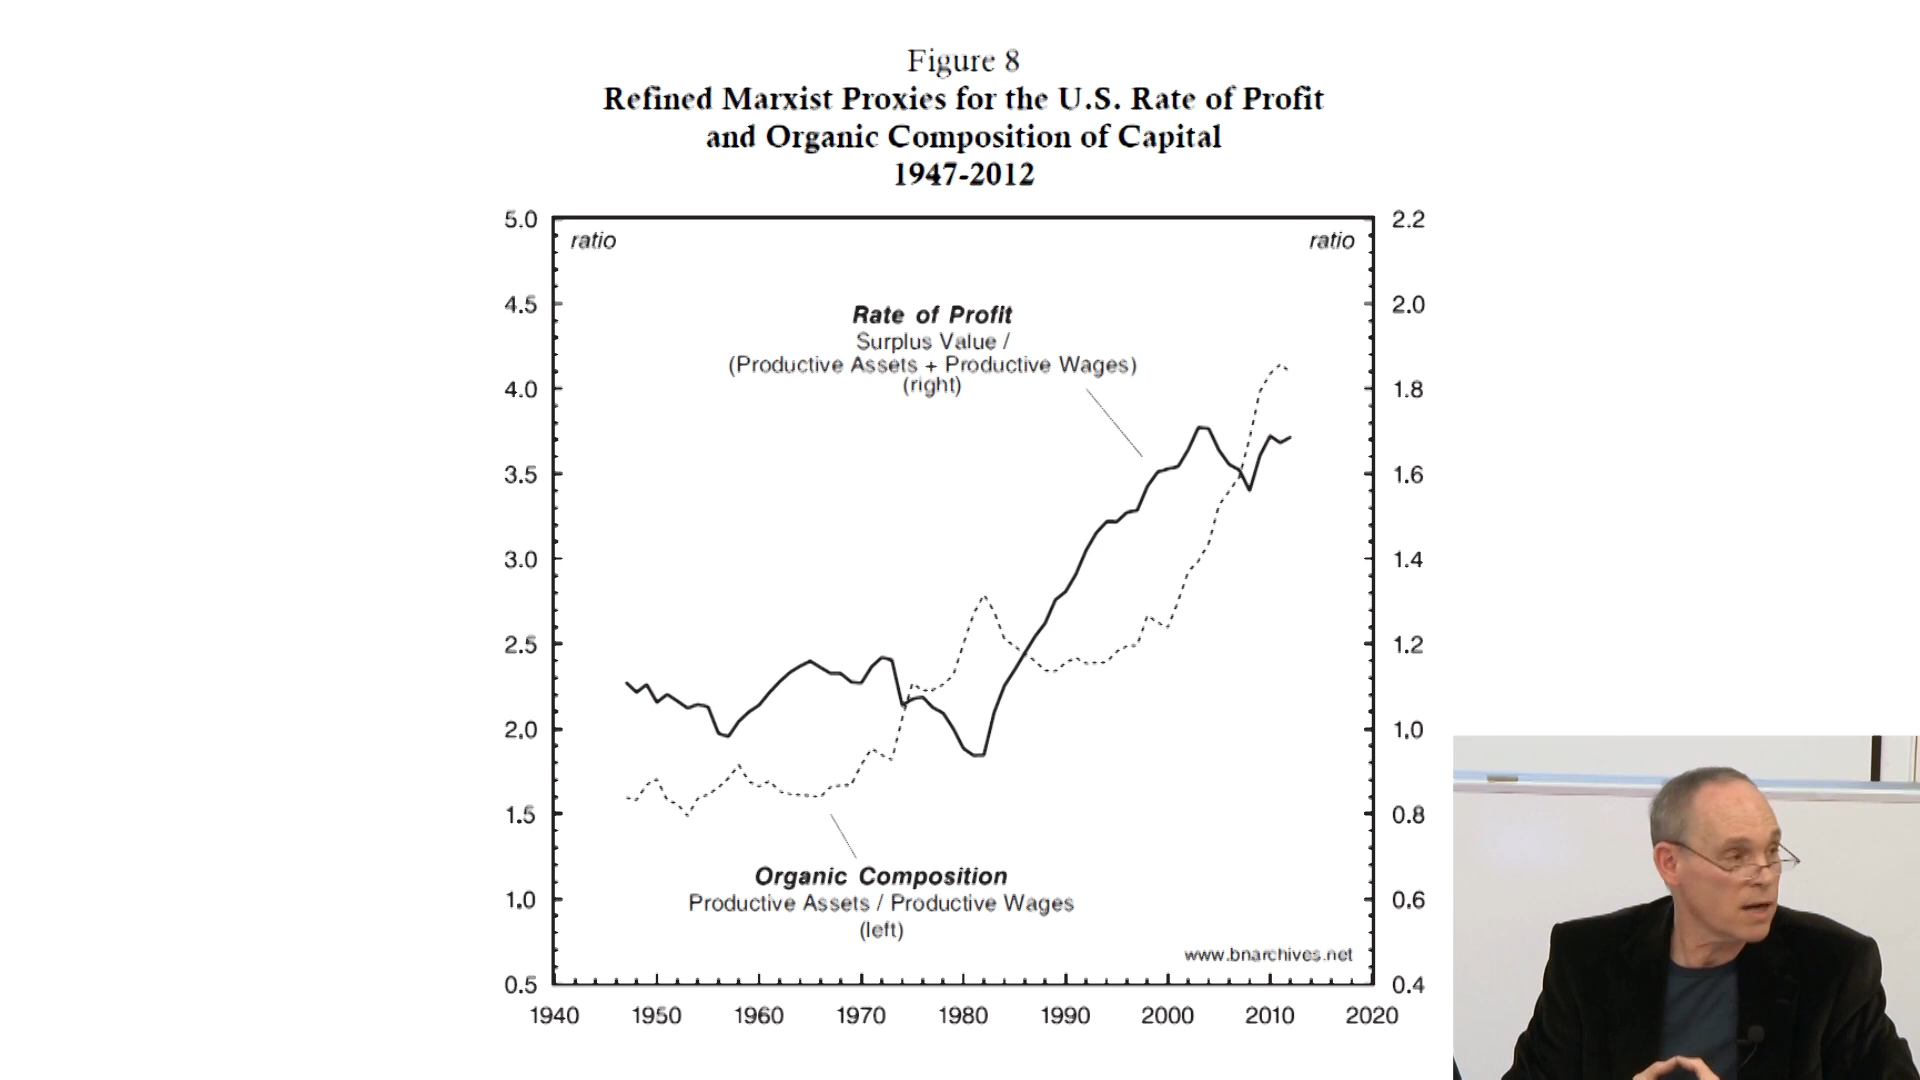 Figure 8
Refined Marxist Proxies for the U.S. Rate of Profit
and Organic Composition of Capital
1947-2012
5.0
2.2
ratio
ratio
4.5
2.0
Rate of Profit
Surplus Value /
(Productive Assets + Productive Wages)
(right)
4.0
1.8
3.5
1.6
3.0
1.4
2.5
1.2
2.0
1.0
1.5
0.8
Organic Composition
Productive Assets / Productive Wages
(left)
1.0
0.6
www.bnarchives.net
0.5
0.4
1940 1950 1960 1970 1980 1990 2000 2010 2020